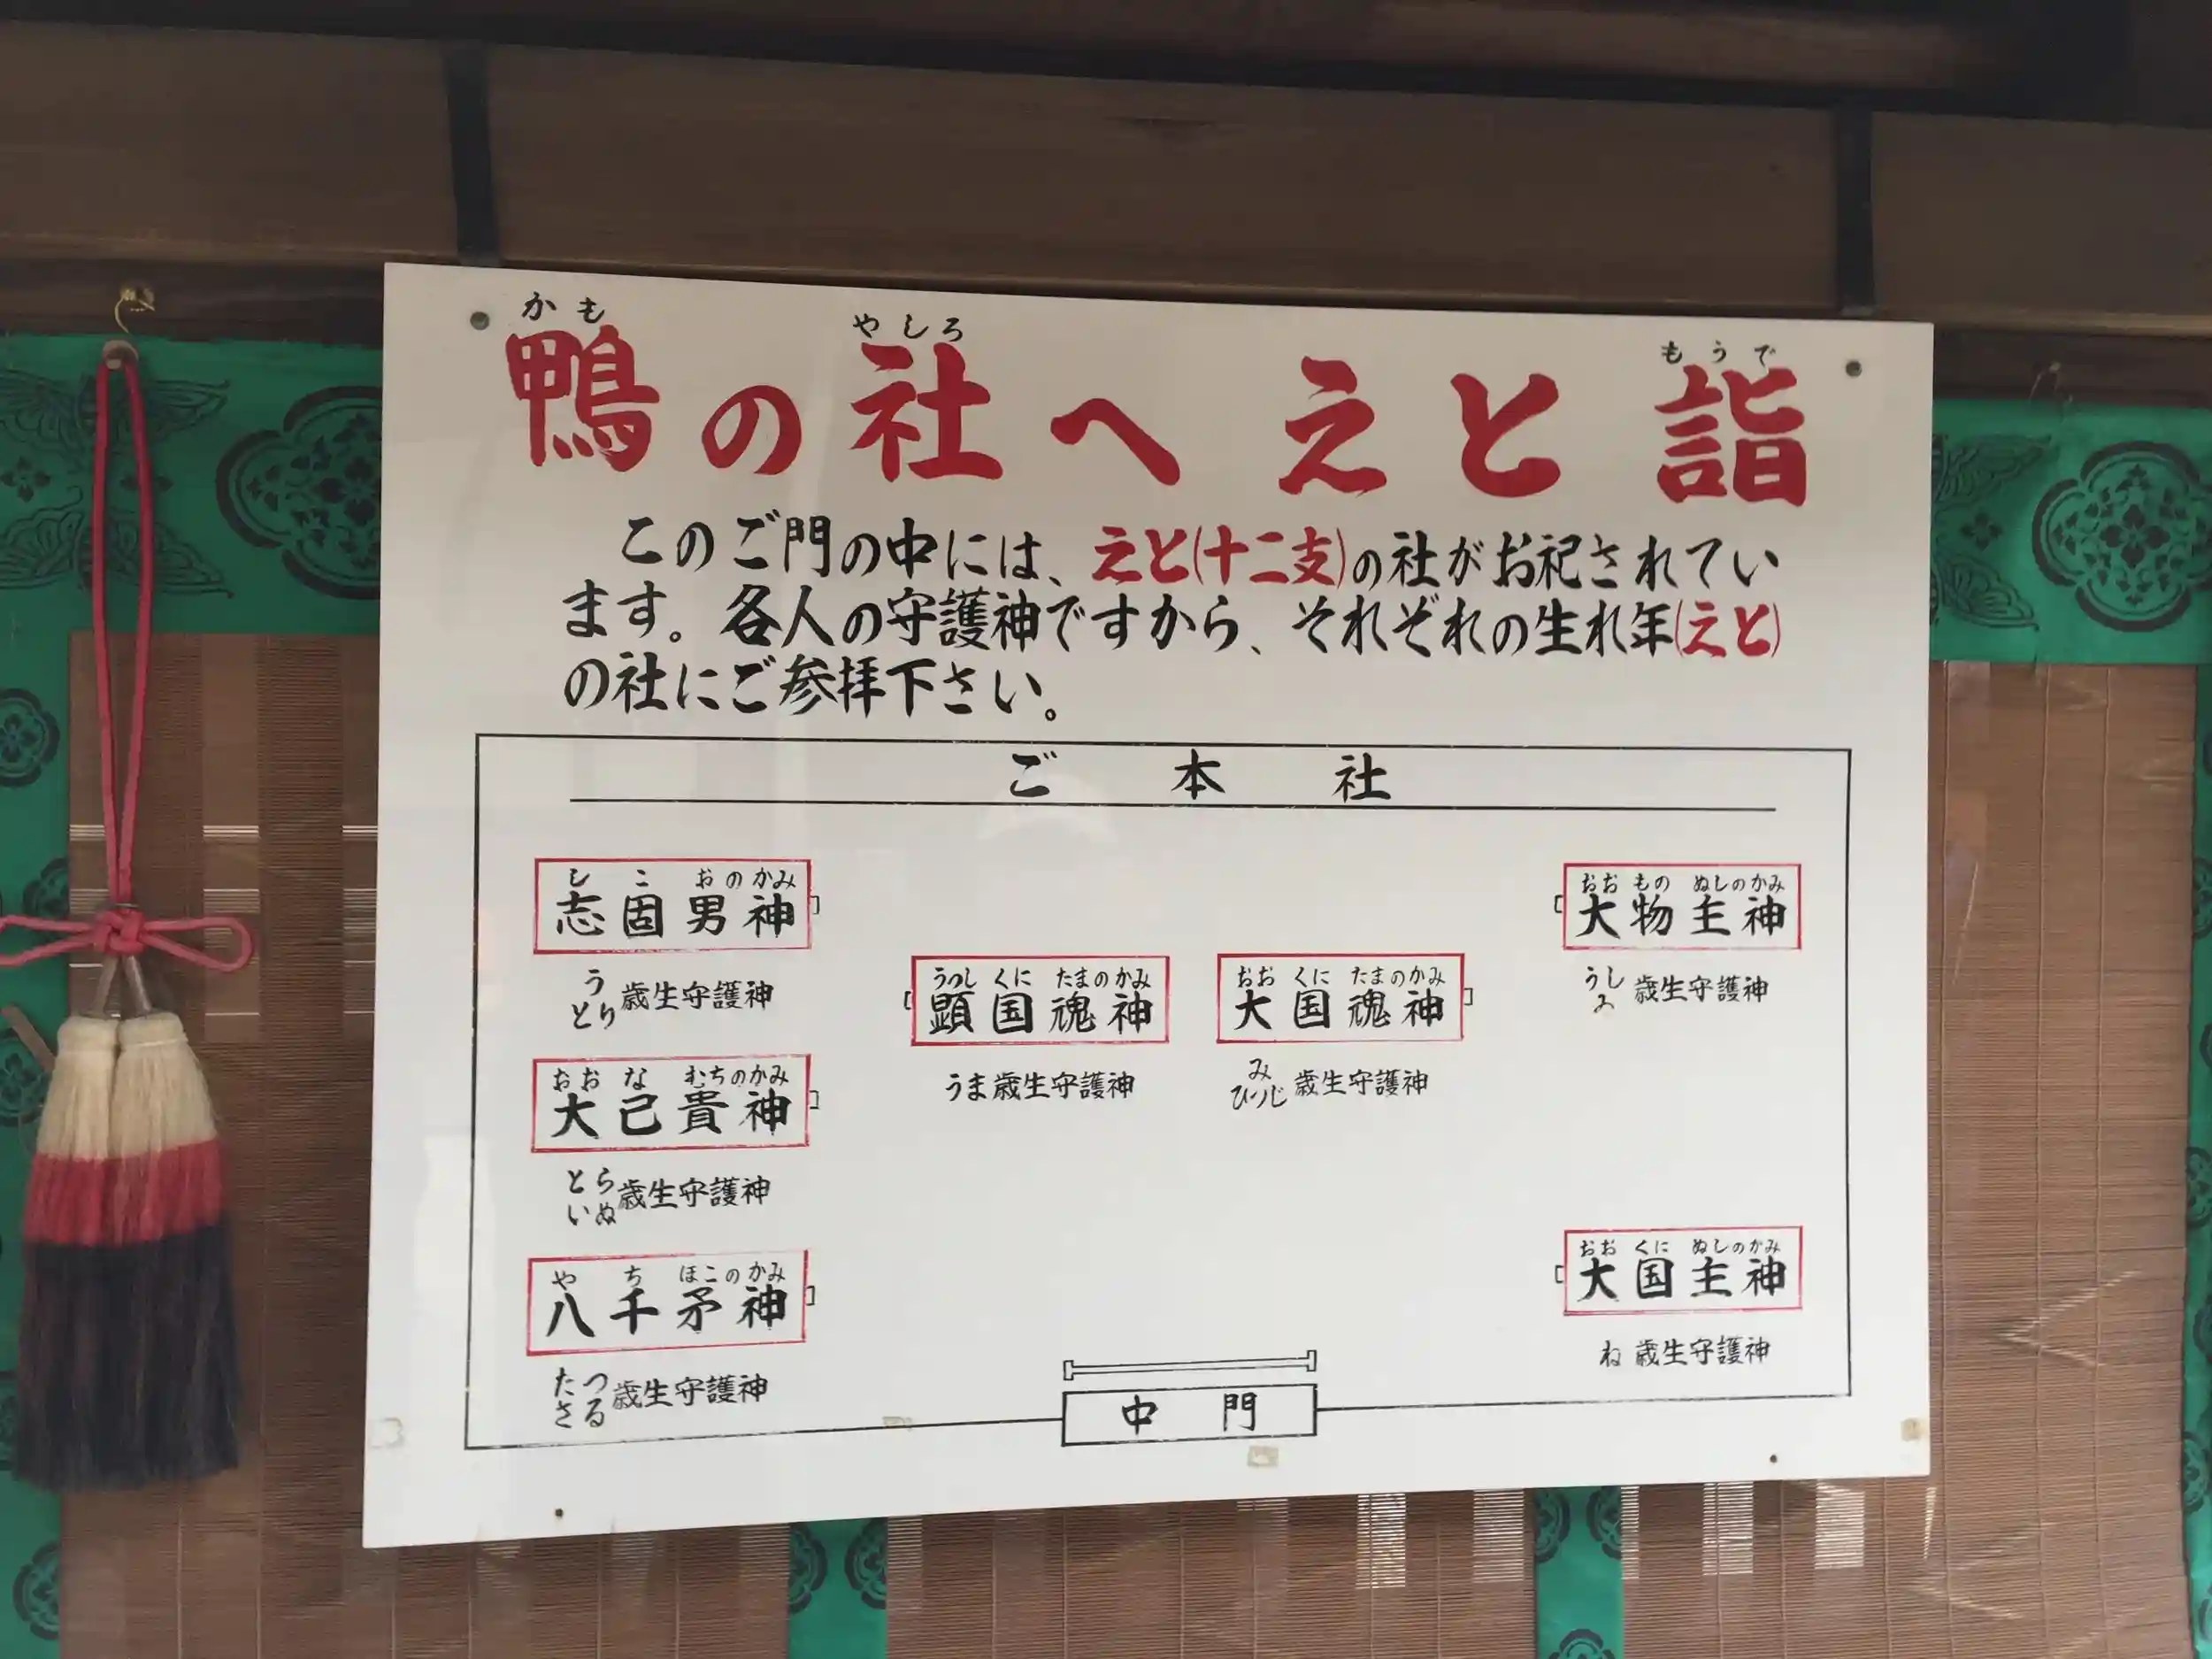 かも やしろ もうで
鴨の社へ えと詣
このご門の中には、えと(十二支)の社がお祀されてい
ます。各人の守護神ですから、それぞれの生れ年(えと)
の社にご参拝下さい。
ご本社
しこおのかみ
志固男神
う
とり
歳生守護神
おおなむちのかみ
大己貴神
とら
いぬ
歳生守護神
やちほこのかみ
八千矛神
たつ
さる
歳生守護神
うつしくにたまのかみ
顕国魂神
うま歳生守護神
おおくにたまのかみ
大国魂神
み
ひつじ
歳生守護神
おおものぬしのかみ
大物主神
うし
ゐ
歳生守護神
おおくにぬしのかみ
大国主神
ね 歳生守護神
中門